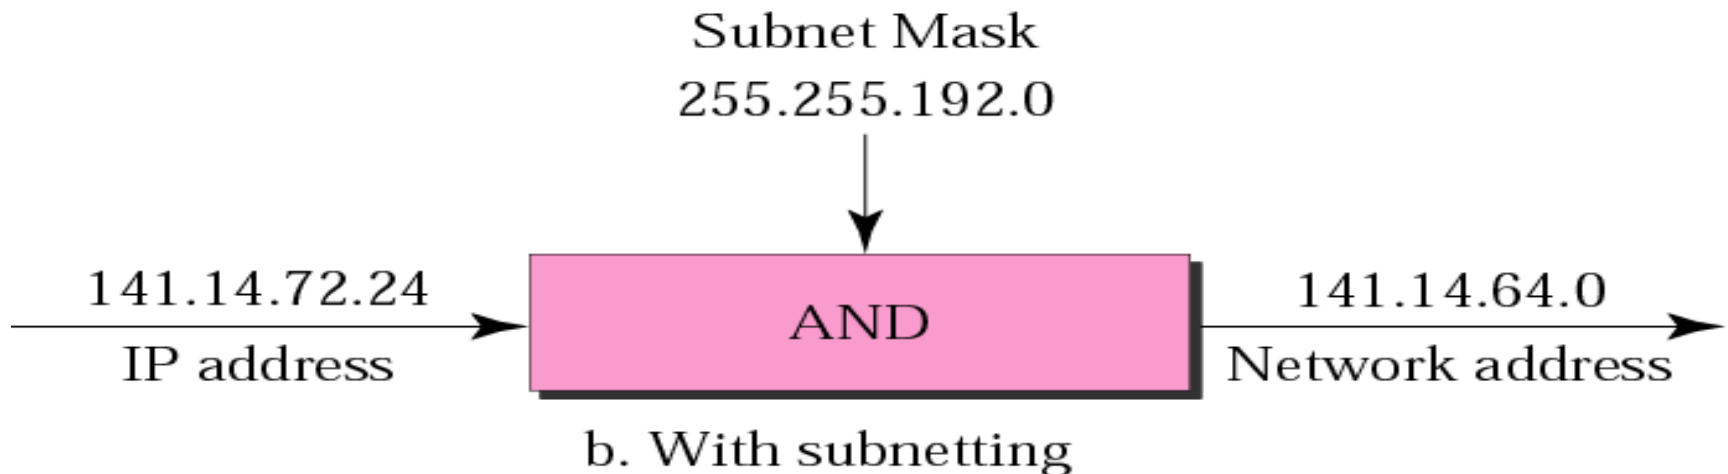 Subnet Mask
255.255.192.0
141.14.72.24
IP address
AND
141.14.64.0
Network address
b. With subnetting